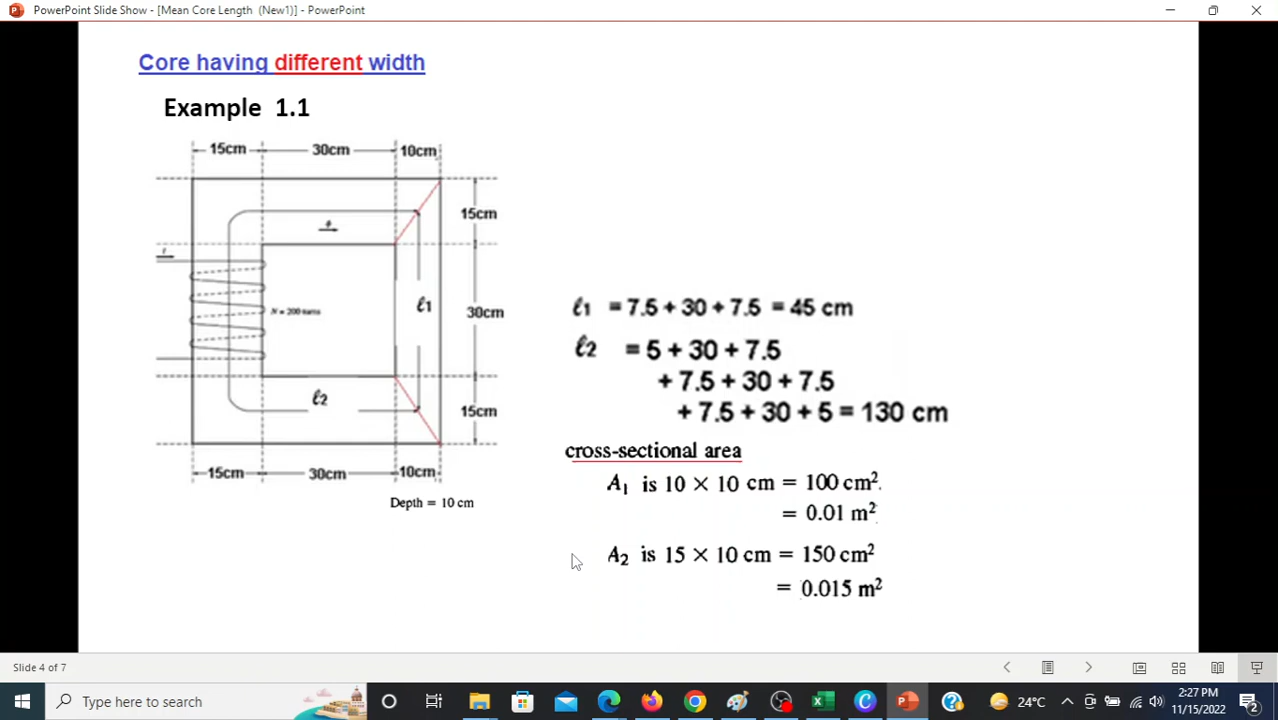 PowerPoint Slide Show - [Mean Core Length (New1)] - PowerPoint
Core having different width
Example 1.1
15cm 30cm 10cm
15cm
N = 200 turns
ℓ1
30cm
ℓ2
15cm
15cm 30cm 10cm
Depth = 10 cm
ℓ1 = 7.5 + 30 + 7.5 = 45 cm
ℓ2 = 5 + 30 + 7.5
+ 7.5 + 30 + 7.5
+ 7.5 + 30 + 5 = 130 cm
cross-sectional area
A₁ is 10 × 10 cm = 100 cm².
= 0.01 m²
A₂ is 15 × 10 cm = 150 cm²
= 0.015 m²
Slide 4 of 7
Type here to search
24°C
2:27 PM
11/15/2022
2